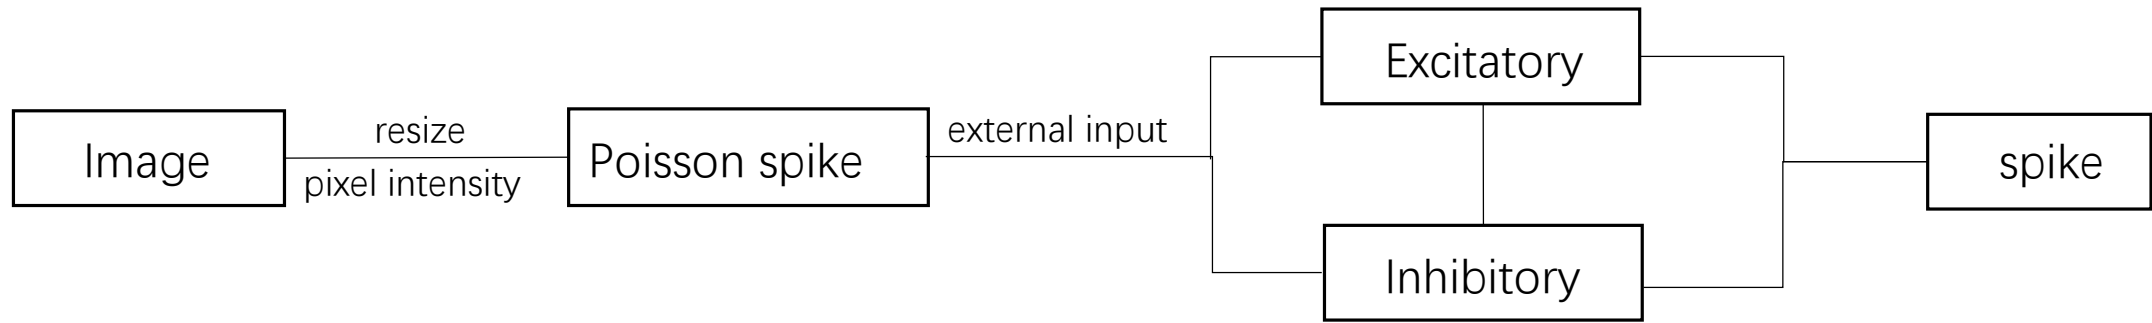 Image
resize
pixel intensity
Poisson spike
external input
Excitatory
Inhibitory
spike